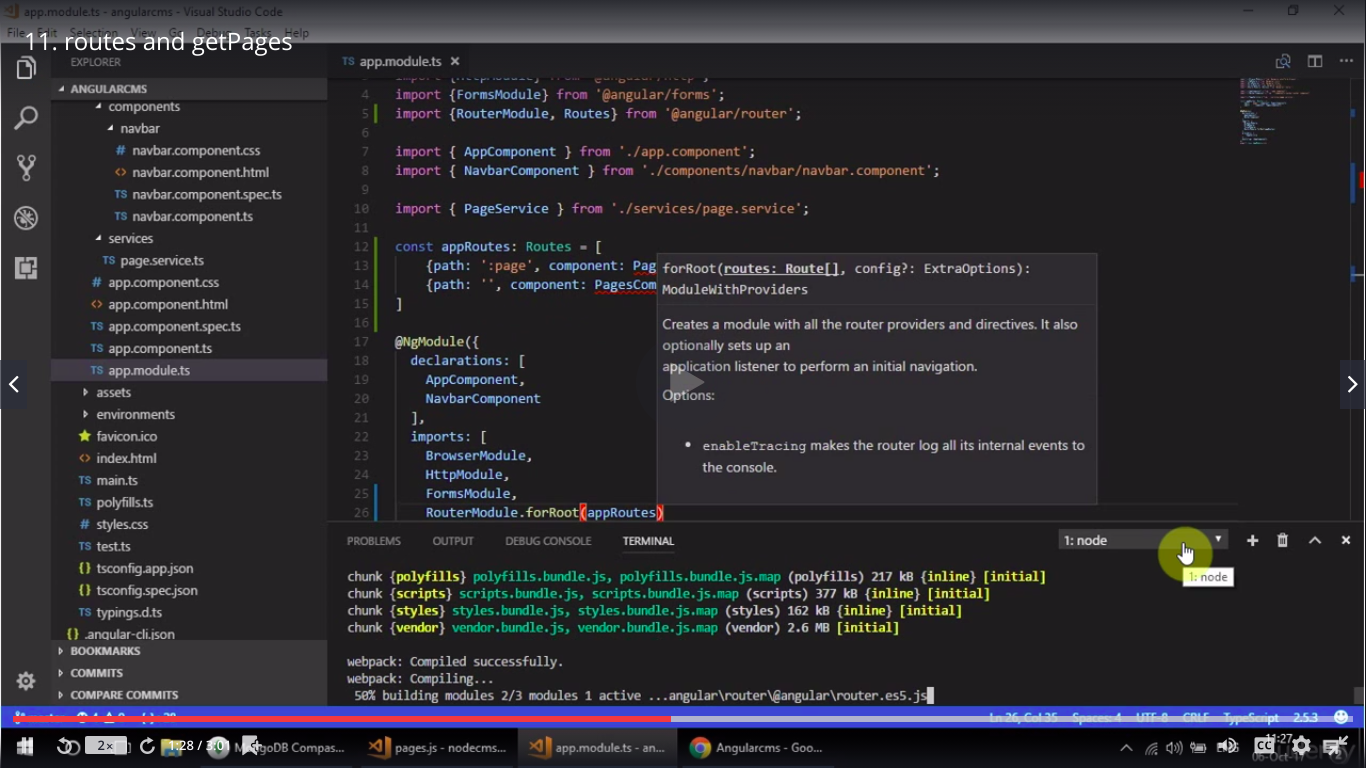 app.module.ts - angularcms - Visual Studio Code
File Edit Selection View Go Debug Tasks Help
11. routes and getPages
EXPLORER
ANGULARCMS
components
navbar
# navbar.component.css
<> navbar.component.html
TS navbar.component.spec.ts
TS navbar.component.ts
services
TS page.service.ts
# app.component.css
<> app.component.html
TS app.component.spec.ts
TS app.component.ts
TS app.module.ts
assets
environments
favicon.ico
<> index.html
TS main.ts
TS polyfills.ts
# styles.css
TS test.ts
{} tsconfig.app.json
{} tsconfig.spec.json
TS typings.d.ts
{} .angular-cli.json
BOOKMARKS
COMMITS
COMPARE COMMITS
TS app.module.ts
3 import {HttpModule} from '@angular/http';
4 import {FormsModule} from '@angular/forms';
5 import {RouterModule, Routes} from '@angular/router';
6
7 import { AppComponent } from './app.component';
8 import { NavbarComponent } from './components/navbar/navbar.component';
9
10 import { PageService } from './services/page.service';
11
12 const appRoutes: Routes = [
13 {path: ':page', component: Pag
14 {path: '', component: PagesCom
15 ]
16
17 @NgModule({
18 declarations: [
19 AppComponent,
20 NavbarComponent
21 ],
22 imports: [
23 BrowserModule,
24 HttpModule,
25 FormsModule,
26 RouterModule.forRoot(appRoutes)
forRoot(routes: Route[], config?: ExtraOptions):
ModuleWithProviders
Creates a module with all the router providers and directives. It also
optionally sets up an
application listener to perform an initial navigation.
Options:
• enableTracing makes the router log all its internal events to
the console.
PROBLEMS OUTPUT DEBUG CONSOLE TERMINAL
1: node
1: node
chunk {polyfills} polyfills.bundle.js, polyfills.bundle.js.map (polyfills) 217 kB {inline} [initial]
chunk {scripts} scripts.bundle.js, scripts.bundle.js.map (scripts) 377 kB {inline} [initial]
chunk {styles} styles.bundle.js, styles.bundle.js.map (styles) 162 kB {inline} [initial]
chunk {vendor} vendor.bundle.js, vendor.bundle.js.map (vendor) 2.6 MB [initial]
webpack: Compiled successfully.
webpack: Compiling...
50% building modules 2/3 modules 1 active ...angular\router\@angular\router.es5.js
Ln 26, Col 35 Spaces: 4 UTF-8 CRLF TypeScript 2.5.3
2x 1:28 / 3:01 MongoDB Compas... pages.js - nodecms... app.module.ts - an... Angularcms - Goo...
CC
11:27
06-Oct-17